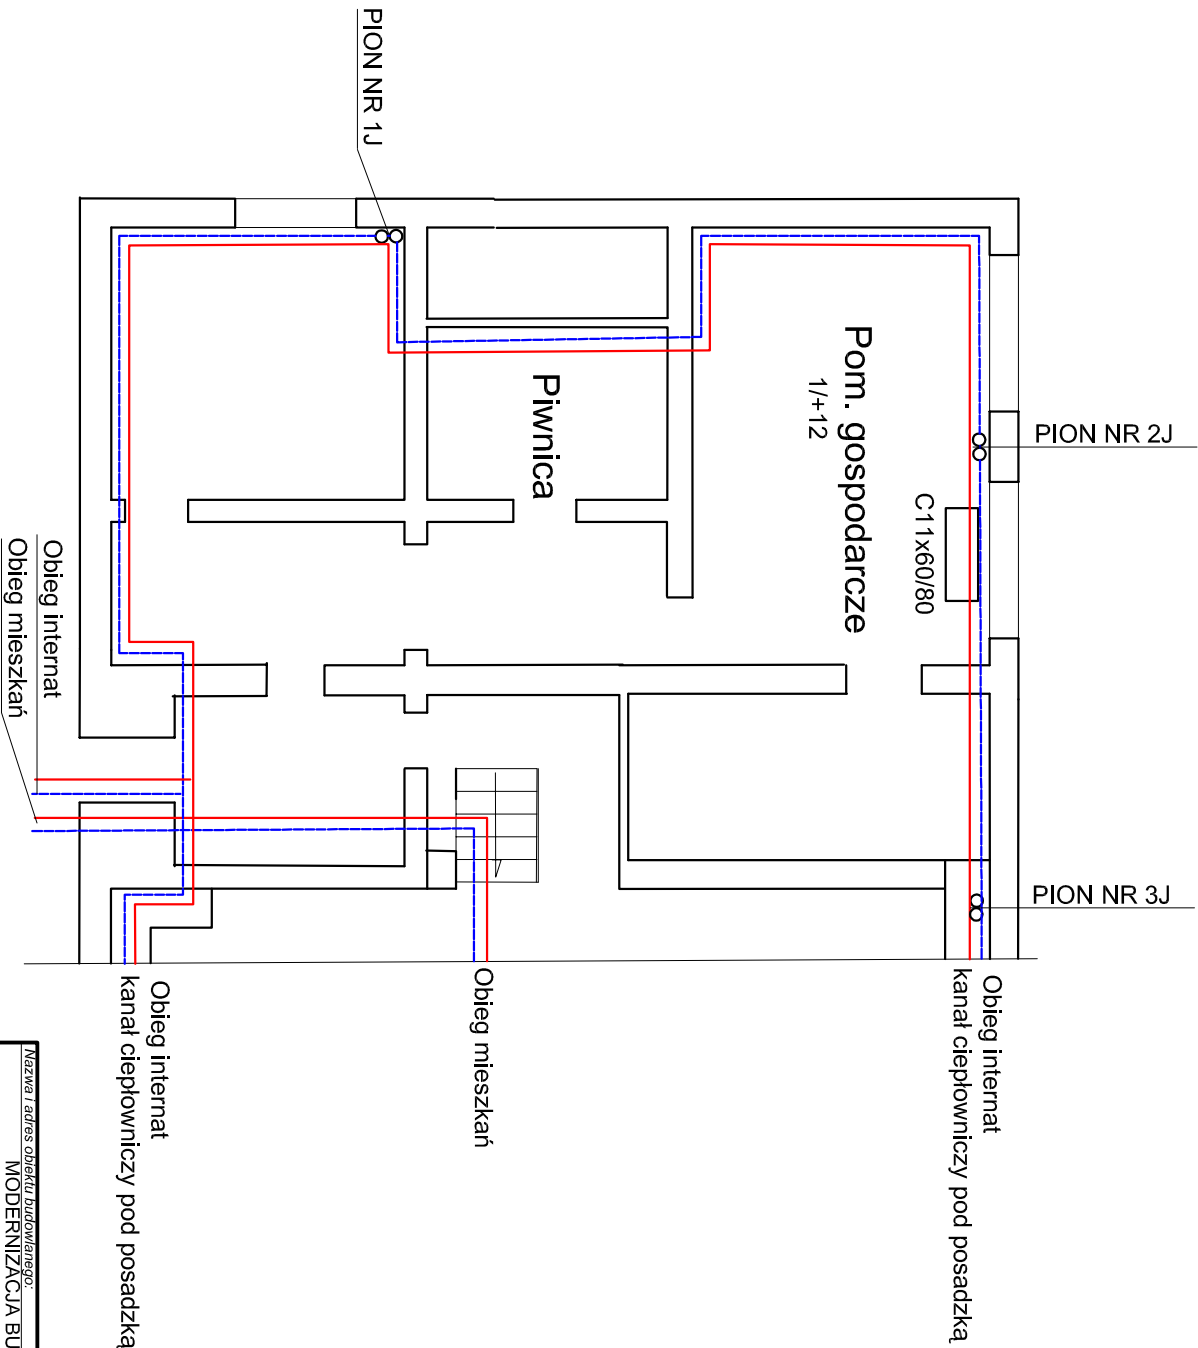 PION NR 1J
PION NR 2J
Pom. gospodarcze
1/+12
C11x60/80
Piwnica
Obieg internat
Obieg mieszkań
PION NR 3J
Obieg internat
kanał ciepłowniczy pod posadzką
Obieg mieszkań
Obieg internat
kanał ciepłowniczy pod posadzką
Nazwa i adres obiektu budowlanego:
MODERNIZACJA BU